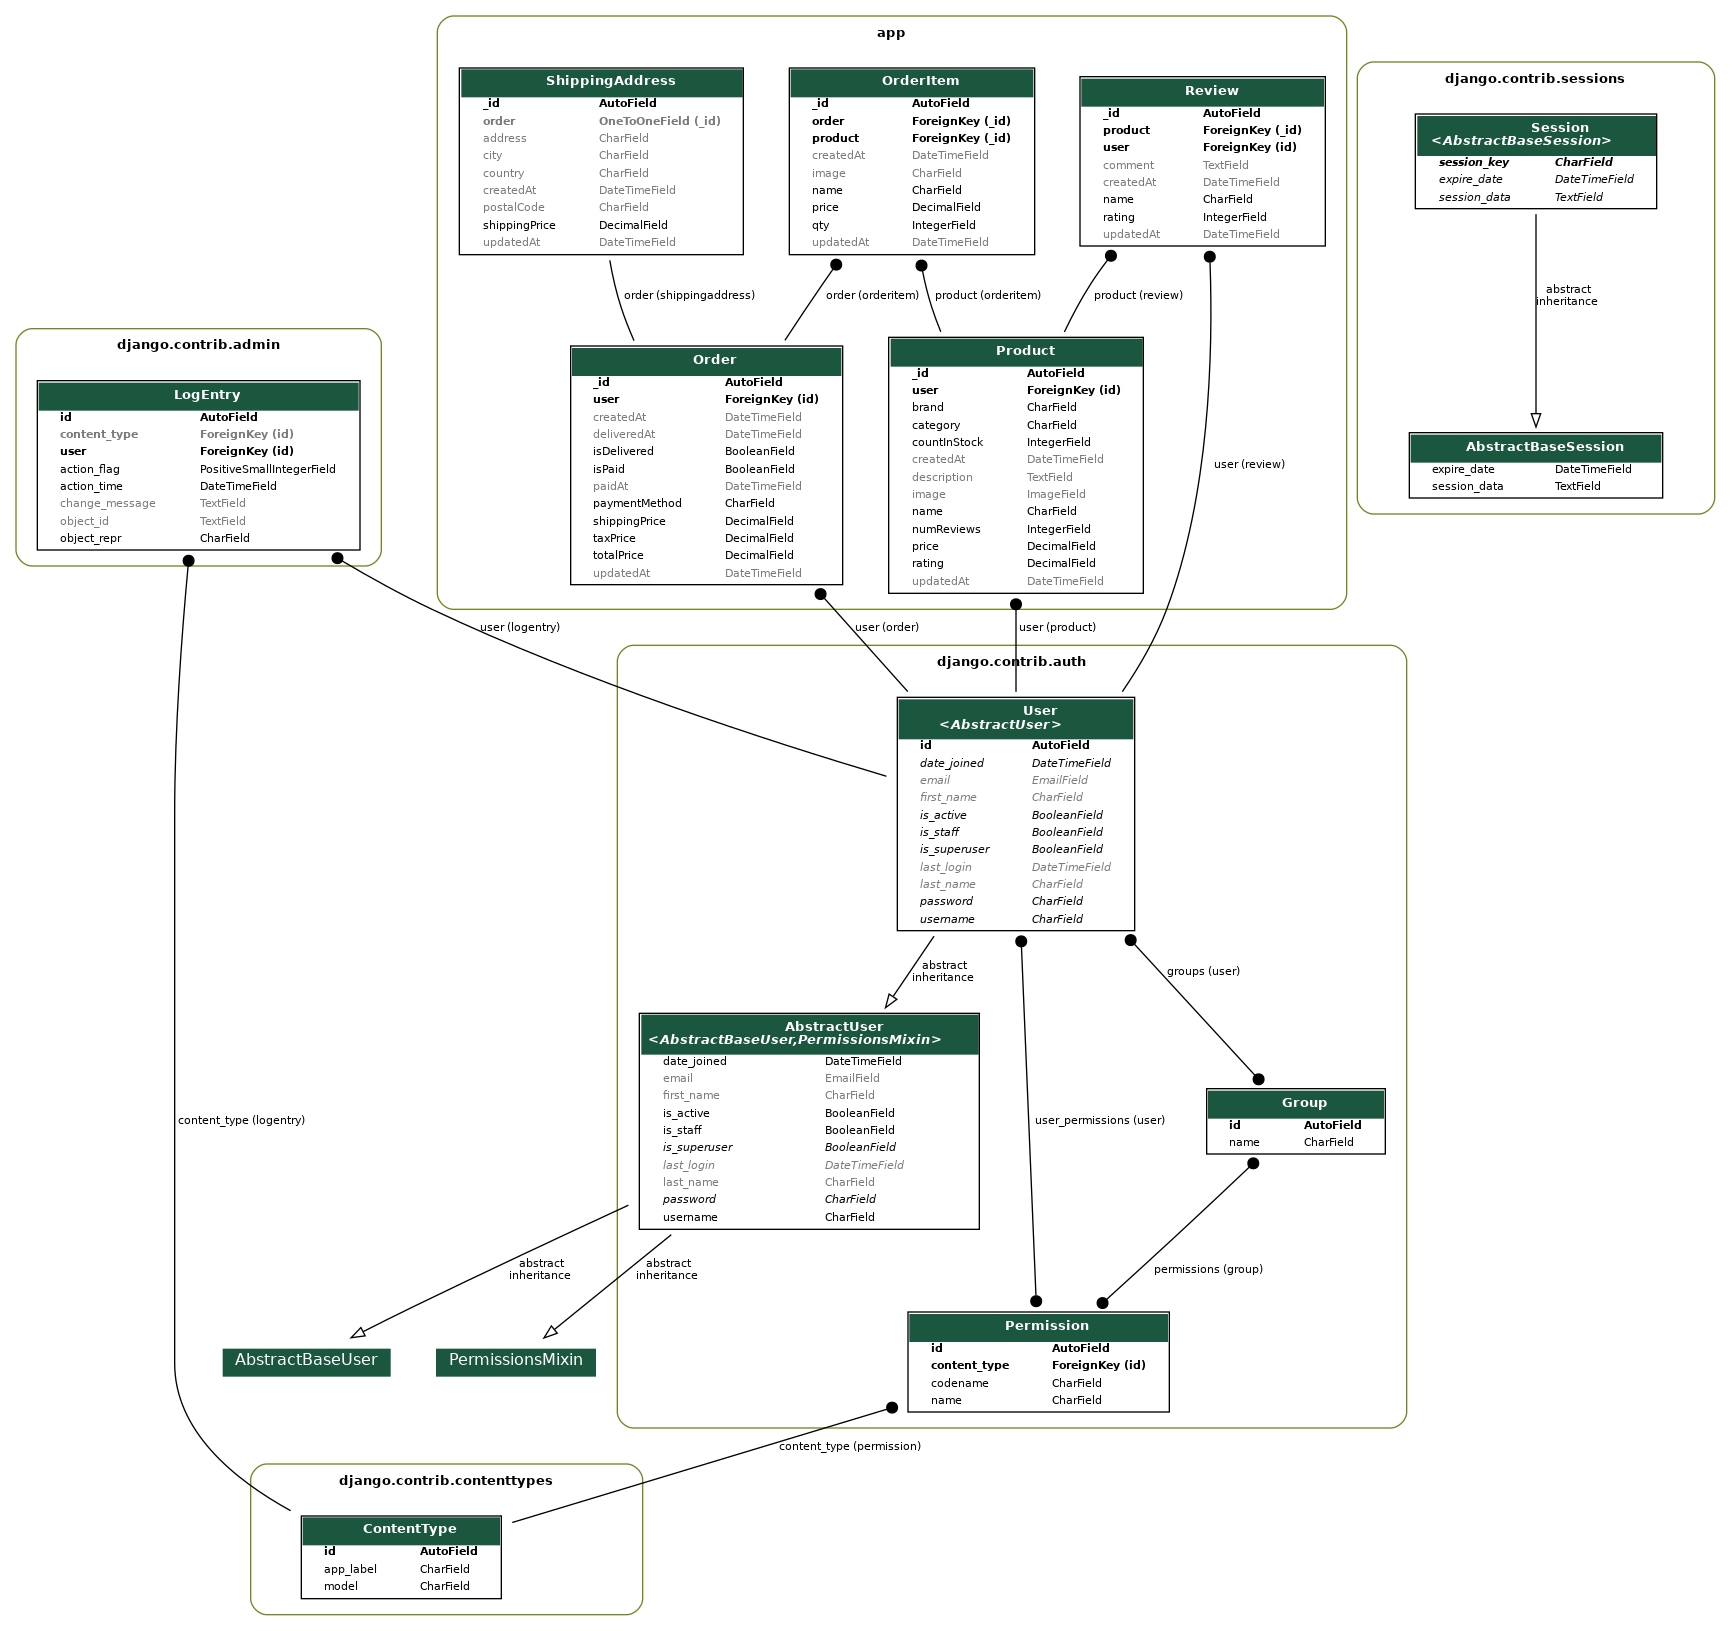 app
ShippingAddress
_id AutoField
order OneToOneField (_id)
address CharField
city CharField
country CharField
createdAt DateTimeField
postalCode CharField
shippingPrice DecimalField
updatedAt DateTimeField
OrderItem
_id AutoField
order ForeignKey (_id)
product ForeignKey (_id)
createdAt DateTimeField
image CharField
name CharField
price DecimalField
qty IntegerField
updatedAt DateTimeField
Review
_id AutoField
product ForeignKey (_id)
user ForeignKey (id)
comment TextField
createdAt DateTimeField
name CharField
rating IntegerField
updatedAt DateTimeField
django.contrib.sessions
Session
<AbstractBaseSession>
session_key CharField
expire_date DateTimeField
session_data TextField
abstract
inheritance
AbstractBaseSession
expire_date DateTimeField
session_data TextField
order (shippingaddress)
order (orderitem)
product (orderitem)
product (review)
user (review)
django.contrib.admin
LogEntry
id AutoField
content_type ForeignKey (id)
user ForeignKey (id)
action_flag PositiveSmallIntegerField
action_time DateTimeField
change_message TextField
object_id TextField
object_repr CharField
Order
_id AutoField
user ForeignKey (id)
createdAt DateTimeField
deliveredAt DateTimeField
isDelivered BooleanField
isPaid BooleanField
paidAt DateTimeField
paymentMethod CharField
shippingPrice DecimalField
taxPrice DecimalField
totalPrice DecimalField
updatedAt DateTimeField
Product
_id AutoField
user ForeignKey (id)
brand CharField
category CharField
countInStock IntegerField
createdAt DateTimeField
description TextField
image ImageField
name CharField
numReviews IntegerField
price DecimalField
rating DecimalField
updatedAt DateTimeField
user (logentry)
user (order)
user (product)
django.contrib.auth
User
<AbstractUser>
id AutoField
date_joined DateTimeField
email EmailField
first_name CharField
is_active BooleanField
is_staff BooleanField
is_superuser BooleanField
last_login DateTimeField
last_name CharField
password CharField
username CharField
abstract
inheritance
groups (user)
AbstractUser
<AbstractBaseUser,PermissionsMixin>
date_joined DateTimeField
email EmailField
first_name CharField
is_active BooleanField
is_staff BooleanField
is_superuser BooleanField
last_login DateTimeField
last_name CharField
password CharField
username CharField
content_type (logentry)
user_permissions (user)
Group
id AutoField
name CharField
abstract
inheritance
abstract
inheritance
permissions (group)
AbstractBaseUser
PermissionsMixin
Permission
id AutoField
content_type ForeignKey (id)
codename CharField
name CharField
content_type (permission)
django.contrib.contenttypes
ContentType
id AutoField
app_label CharField
model CharField